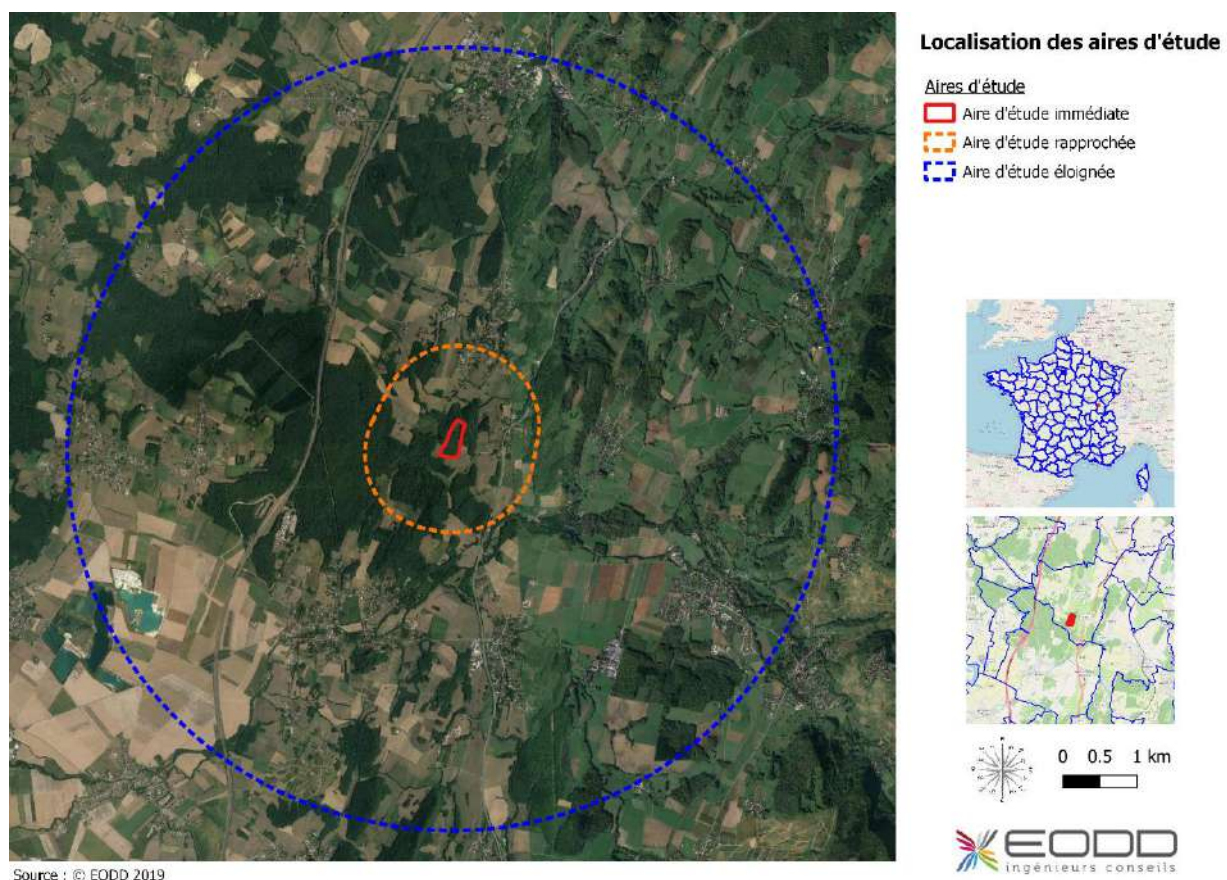 Localisation des aires d'étude
Aires d'étude
Aire d'étude immédiate
Aire d'étude rapprochée
Aire d'étude éloignée
0 0.5 1 km
EODD
ingénieurs conseils
Source : © EODD 2019